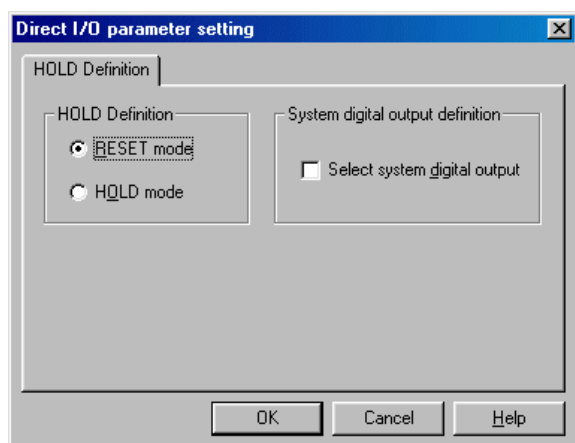 Direct I/O parameter setting
HOLD Definition
HOLD Definition
RESET mode
HOLD mode
System digital output definition
Select system digital output
OK
Cancel
Help